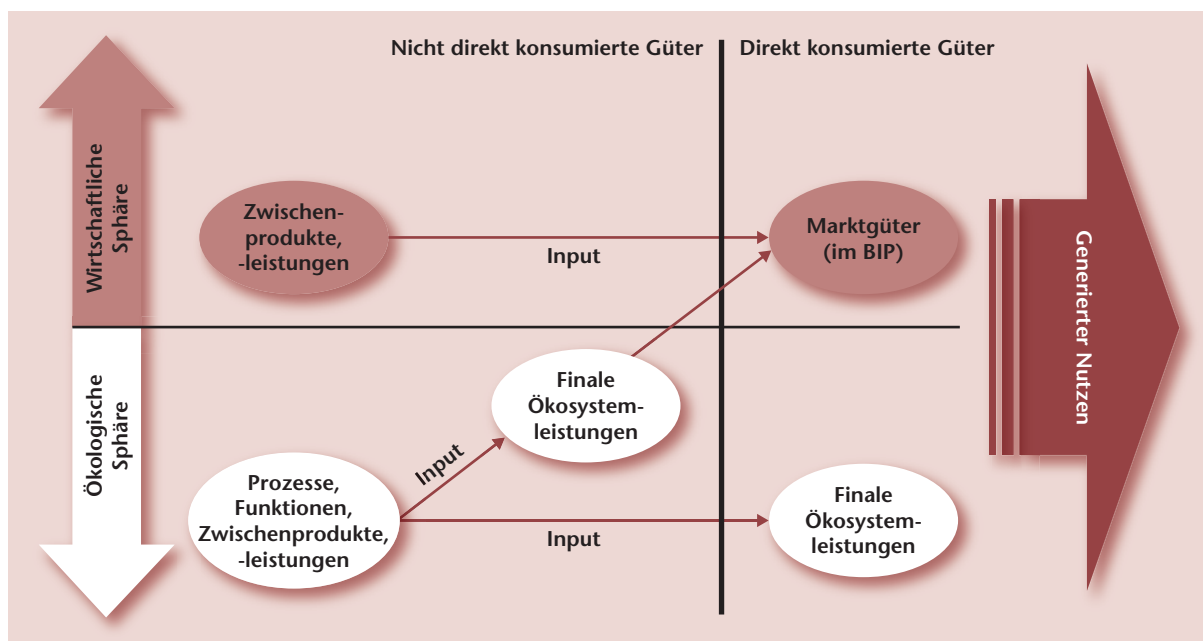 Nicht direkt konsumierte Güter
Direkt konsumierte Güter
Wirtschaftliche
Sphäre
Zwischen-
produkte,
-leistungen
Input
Marktgüter
(im BIP)
Generierter Nutzen
Ökologische
Sphäre
Finale
Ökosystem-
leistungen
Input
Prozesse,
Funktionen,
Zwischenprodukte,
-leistungen
Input
Finale
Ökosystem-
leistungen